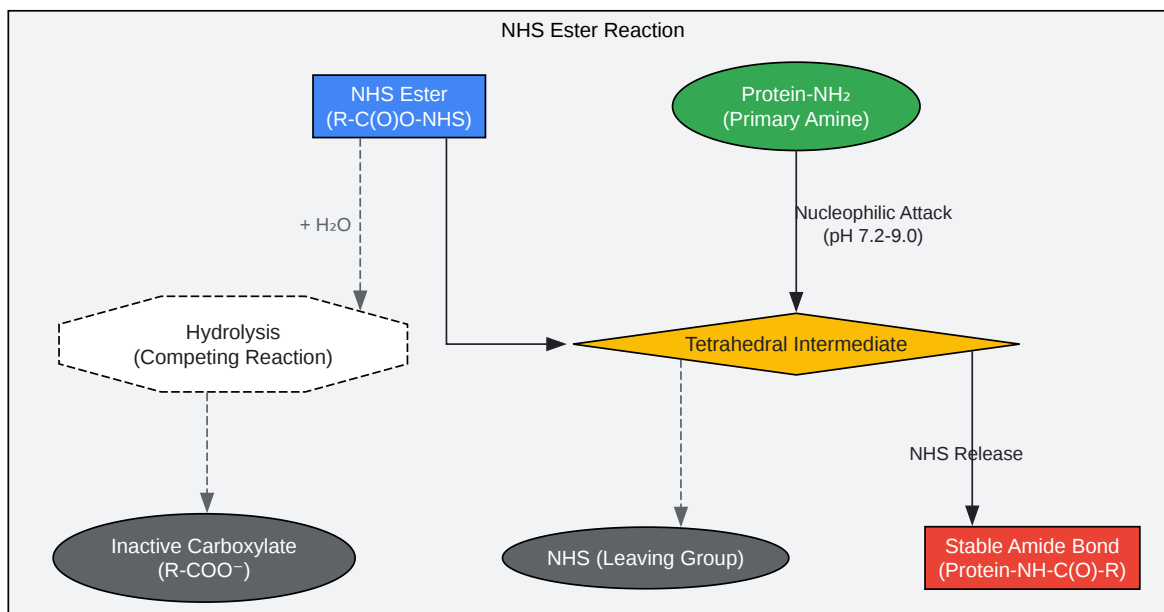 NHS Ester Reaction
NHS Ester
(R-C(O)O-NHS)
Protein-NH₂
(Primary Amine)
+ H₂O
Nucleophilic Attack
(pH 7.2-9.0)
Hydrolysis
(Competing Reaction)
Tetrahedral Intermediate
NHS Release
Inactive Carboxylate
(R-COO⁻)
NHS (Leaving Group)
Stable Amide Bond
(Protein-NH-C(O)-R)